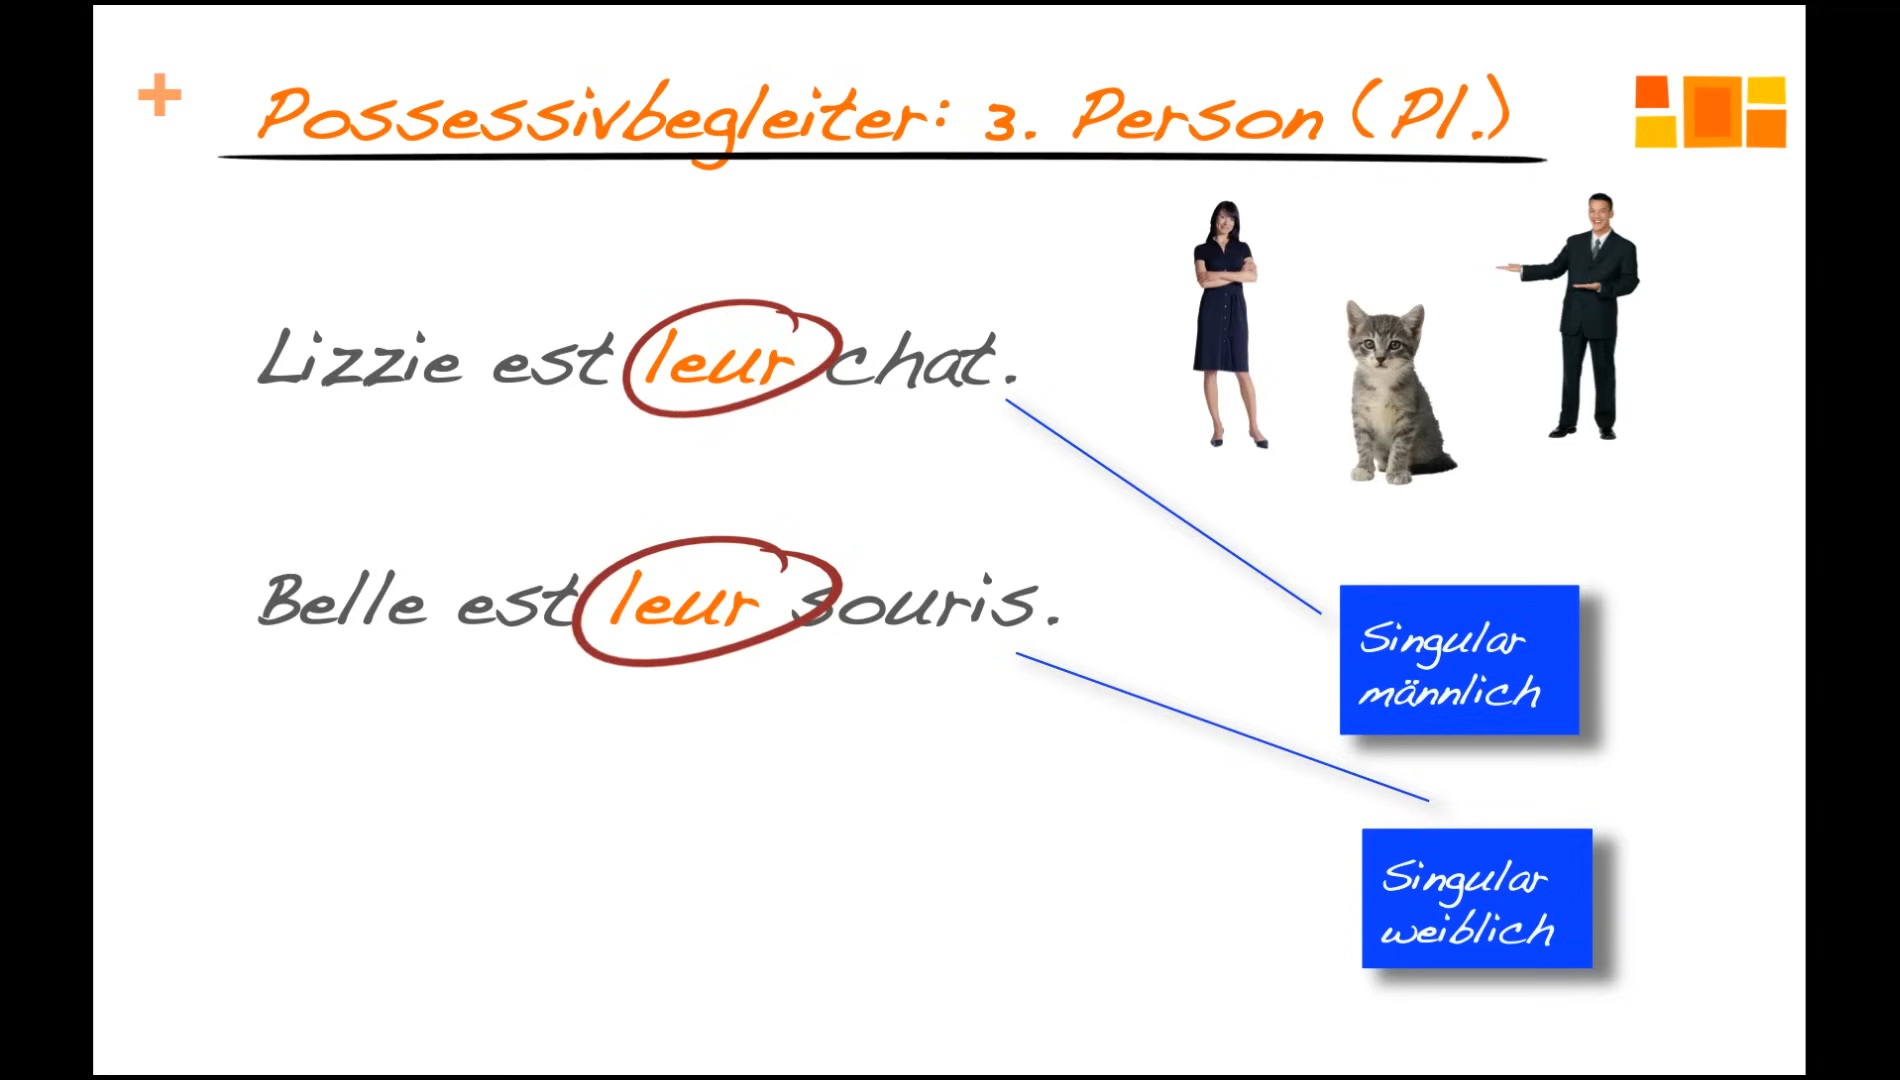 + Possessivbegleiter: 3. Person (Pl.)
Lizzie est leur chat.
Belle est leur souris.
Singular
männlich
Singular
weiblich